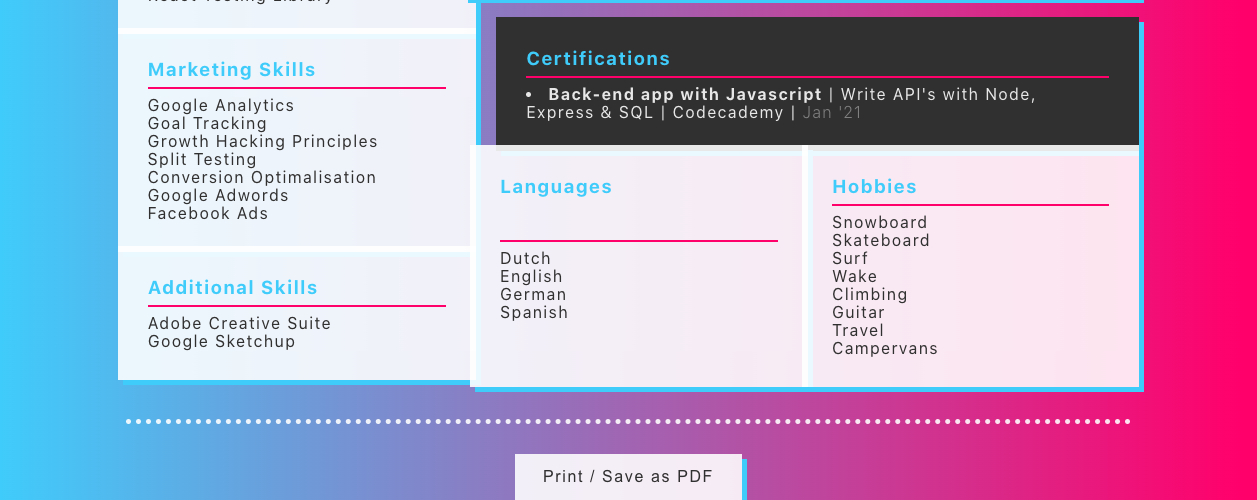 React Testing Library
Marketing Skills
Google Analytics
Goal Tracking
Growth Hacking Principles
Split Testing
Conversion Optimalisation
Google Adwords
Facebook Ads
Additional Skills
Adobe Creative Suite
Google Sketchup
Certifications
• Back-end app with Javascript | Write API's with Node,
Express & SQL | Codecademy | Jan '21
Languages
Dutch
English
German
Spanish
Hobbies
Snowboard
Skateboard
Surf
Wake
Climbing
Guitar
Travel
Campervans
Print / Save as PDF